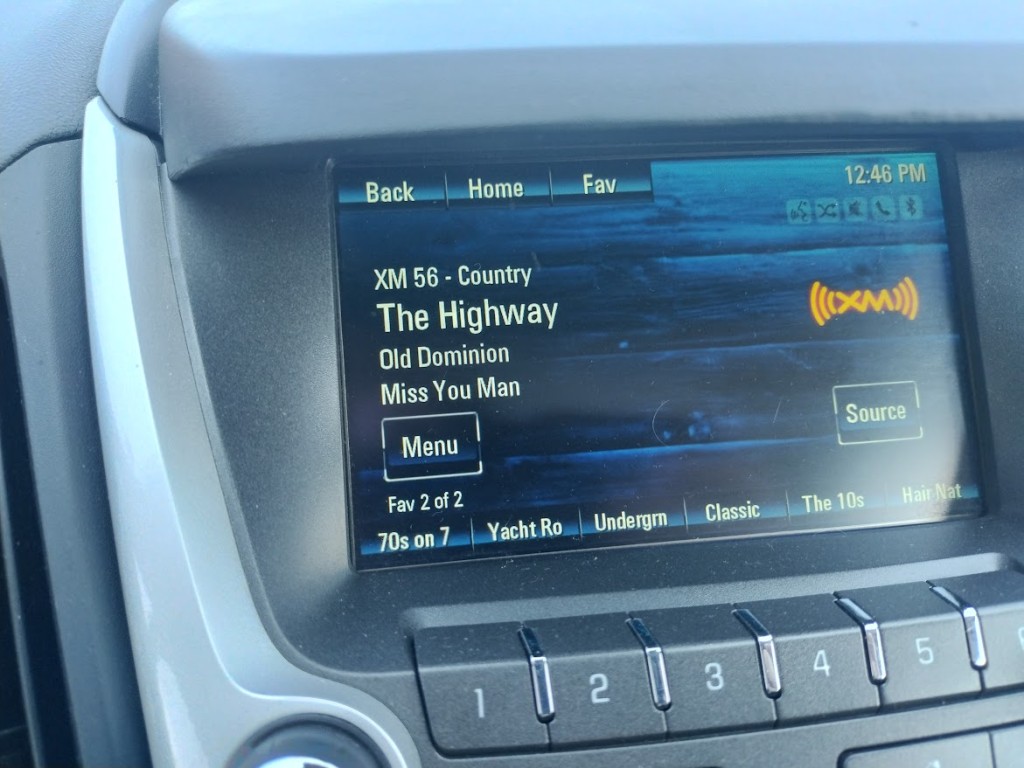 Back Home Fav
12:46 PM
XM 56 - Country
The Highway
((XM))
Old Dominion
Miss You Man
Menu
Source
Fav 2 of 2
70s on 7 Yacht Ro Undergrn Classic The 10s Hair Nat
1 2 3 4 5